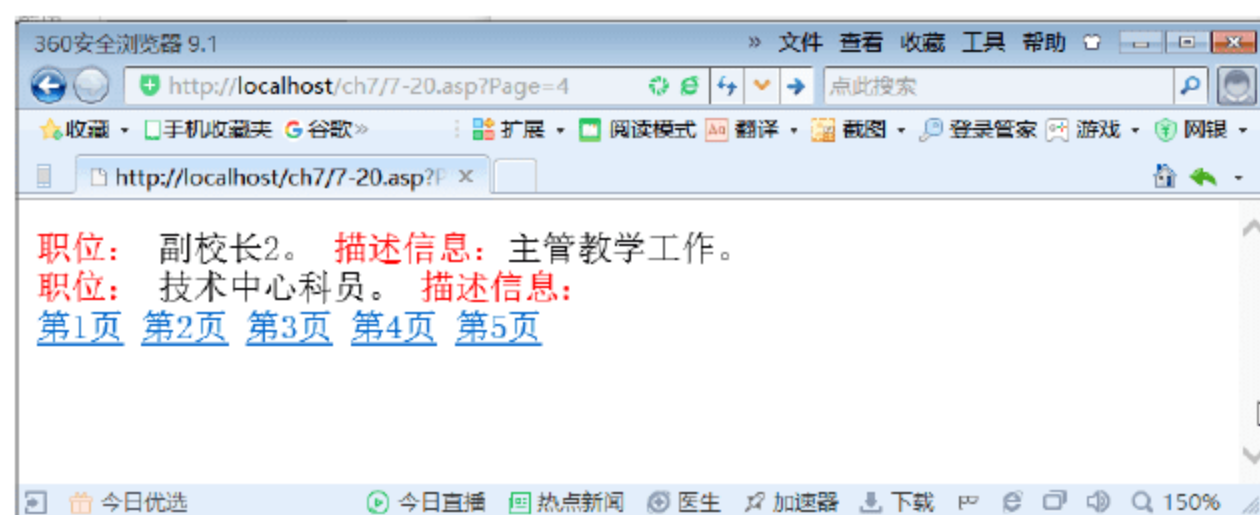 360安全浏览器 9.1 » 文件 查看 收藏 工具 帮助
http://localhost/ch7/7-20.asp?Page=4 点此搜索
收藏 手机收藏夹 谷歌» 扩展 阅读模式 翻译 截图 登录管家 游戏 网银
http://localhost/ch7/7-20.asp?
职位： 副校长2。 描述信息：主管教学工作。
职位： 技术中心科员。 描述信息：
第1页 第2页 第3页 第4页 第5页
今日优选 今日直播 热点新闻 医生 加速器 下载 150%